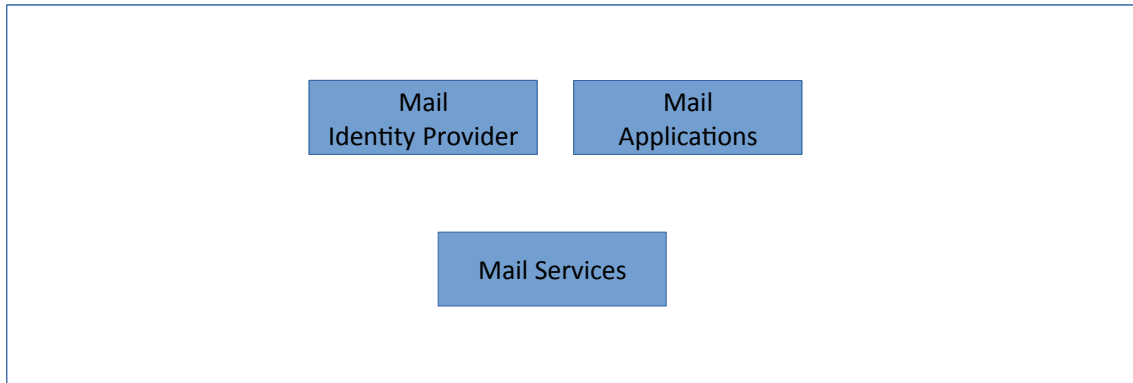 Mail
Identity Provider
Mail
Applications
Mail Services